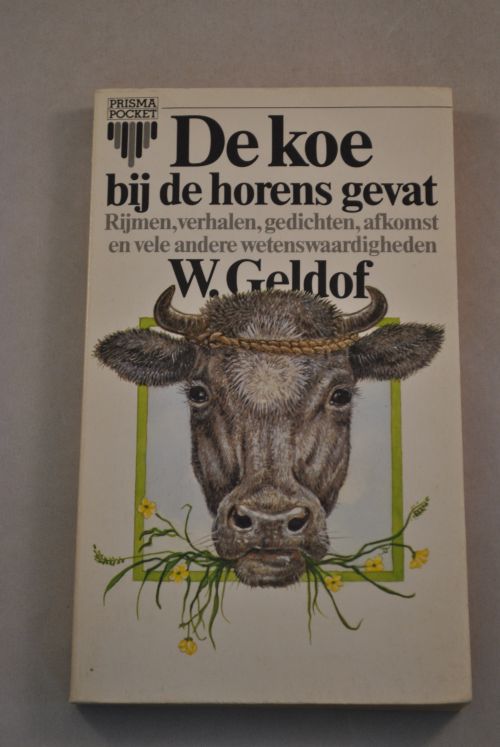 PRISMA
POCKET
De koe
bij de horens gevat
Rijmen, verhalen, gedichten, afkomst
en vele andere wetenswaardigheden
W. Geldof